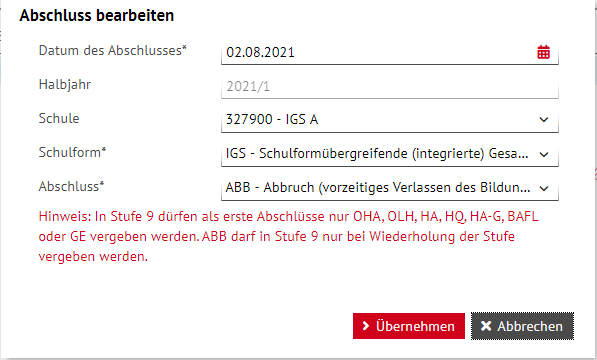 Abschluss bearbeiten
Datum des Abschlusses* 02.08.2021
Halbjahr 2021/1
Schule 327900 - IGS A
Schulform* IGS - Schulformübergreifende (integrierte) Gesa...
Abschluss* ABB - Abbruch (vorzeitiges Verlassen des Bildun...
Hinweis: In Stufe 9 dürfen als erste Abschlüsse nur OHA, OLH, HA, HQ, HA-G, BAFL
oder GE vergeben werden. ABB darf in Stufe 9 nur bei Wiederholung der Stufe
vergeben werden.
Übernehmen Abbrechen